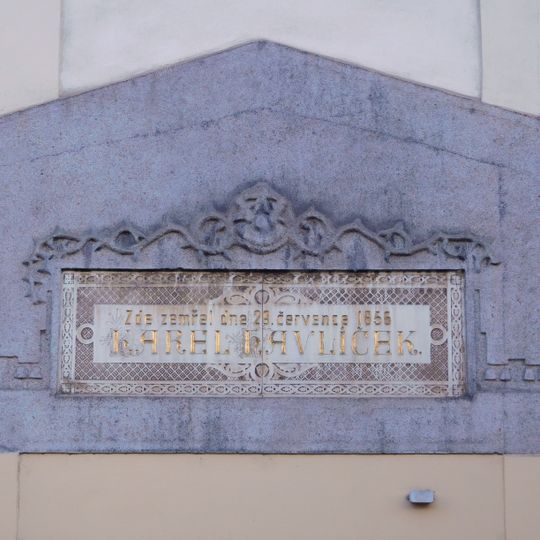 Zde zemřel dne 29. července 1856
KAREL HAVLÍČEK.